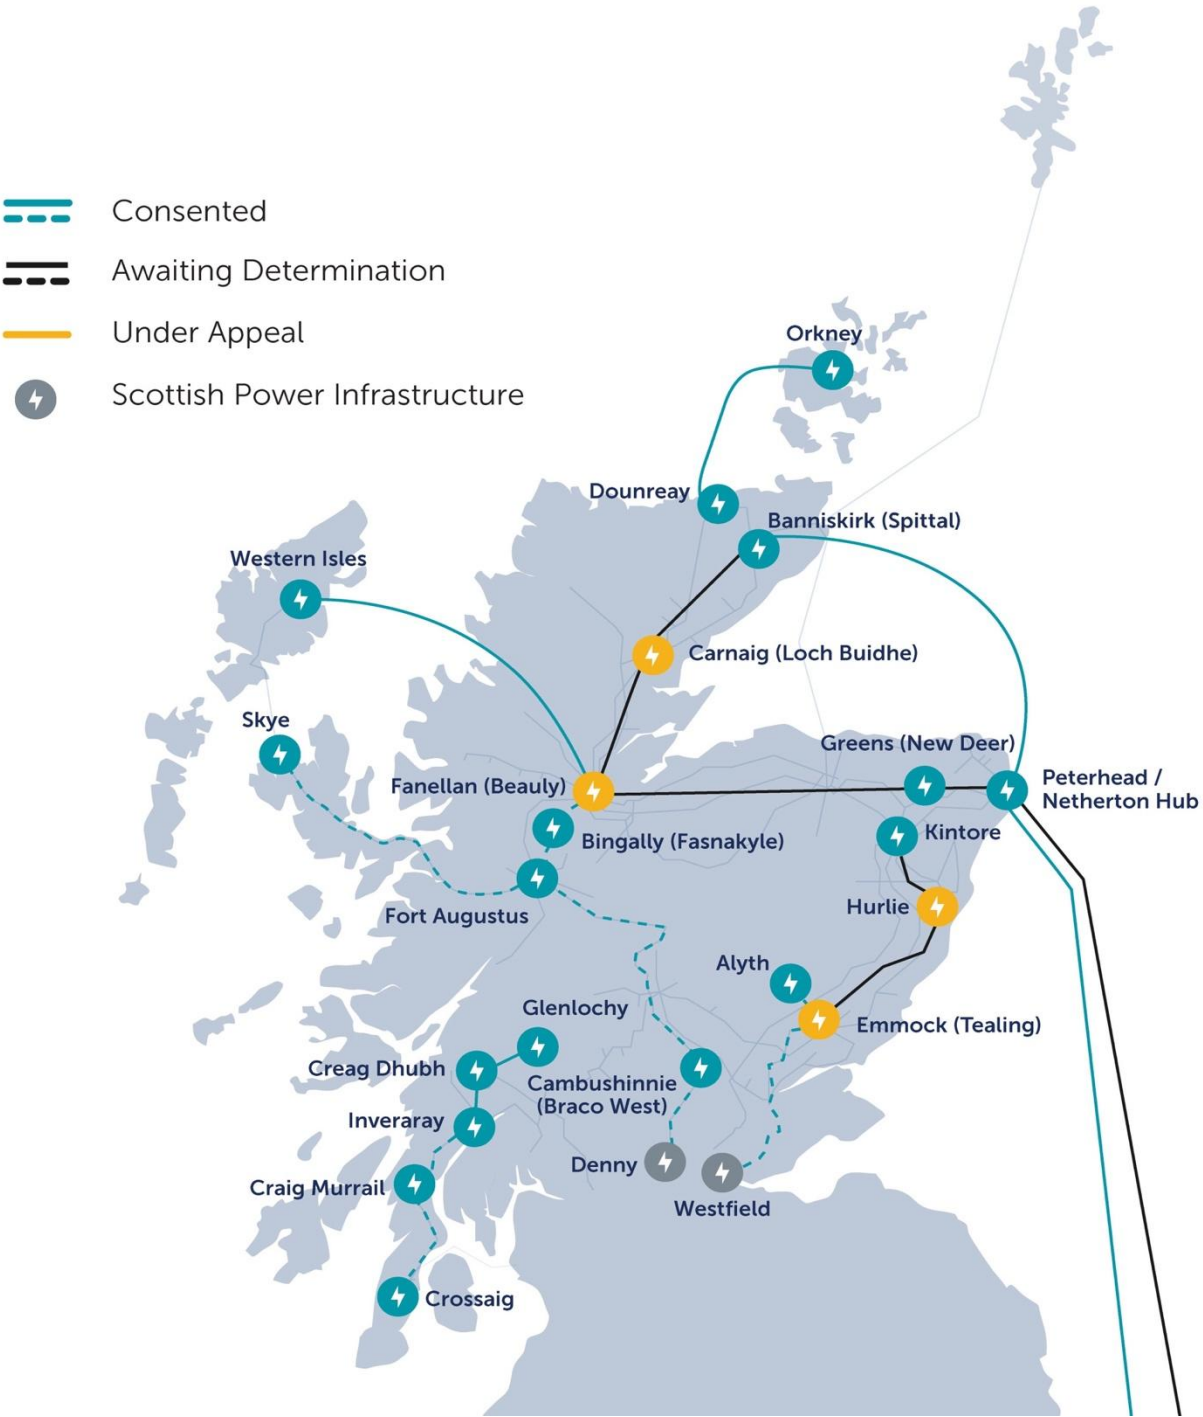 Consented
Awaiting Determination
Under Appeal
Scottish Power Infrastructure
Orkney
Dounreay
Banniskirk (Spittal)
Western Isles
Carnaig (Loch Buidhe)
Skye
Greens (New Deer)
Fanellan (Beauly)
Peterhead /
Netherton Hub
Kintore
Bingally (Fasnakyle)
Hurlie
Fort Augustus
Alyth
Glenlochy
Emmock (Tealing)
Creag Dhubh
Cambushinnie
(Braco West)
Inveraray
Denny
Craig Murrail
Westfield
Crossaig